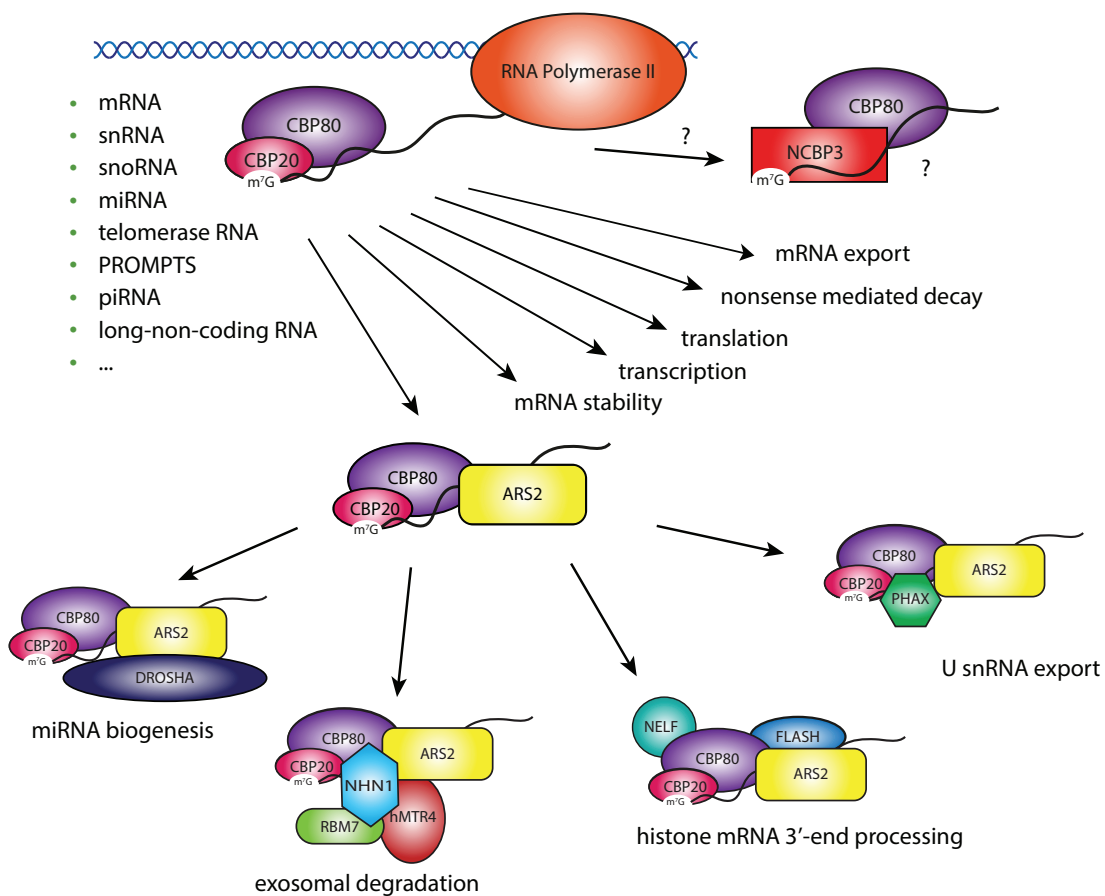 RNA Polymerase II
• mRNA
• snRNA
• snoRNA
• miRNA
• telomerase RNA
• PROMPTS
• piRNA
• long-non-coding RNA
• ...
CBP80
CBP20
m⁷G
?
CBP80
NCBP3
m⁷G
?
mRNA export
nonsense mediated decay
translation
transcription
mRNA stability
CBP80
ARS2
CBP20
m⁷G
CBP80
ARS2
CBP20
m⁷G
DROSHA
miRNA biogenesis
CBP80
ARS2
CBP20
m⁷G
PHAX
U snRNA export
CBP80
ARS2
CBP20
m⁷G
NHN1
RBM7
hMTR4
exosomal degradation
NELF
FLASH
CBP80
ARS2
CBP20
m⁷G
histone mRNA 3′-end processing